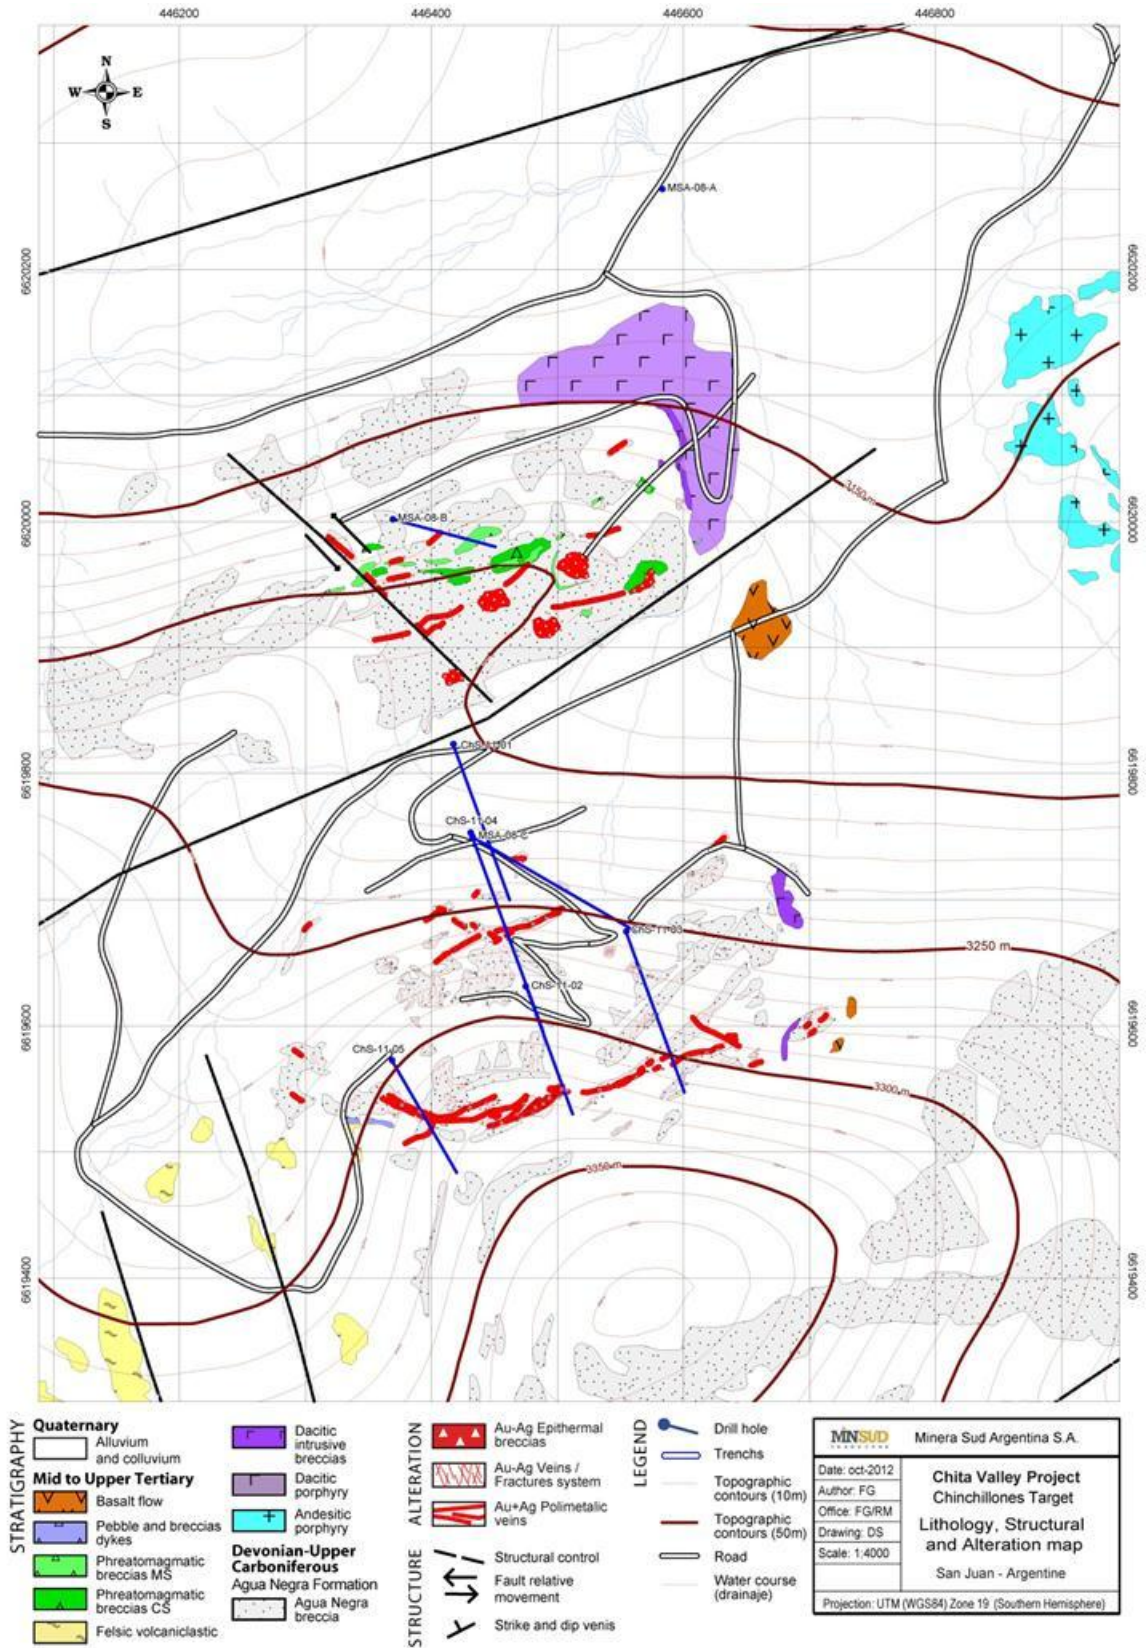 446200 446400 446600 446800
N
W E
S
MSA-08-A
6620200 6620200
3150 m
MSA-08-B
6620000 6620000
6619800 6619800
ChS-11-04
MSA-08-C
ChS-11-03
3250 m
ChS-11-02
6619600 6619600
ChS-11-05
3300 m
3350 m
6619400 6619400
STRATIGRAPHY
Quaternary
Alluvium
and colluvium
Mid to Upper Tertiary
Basalt flow
Pebble and breccias
dykes
Phreatomagmatic
breccias MS
Phreatomagmatic
breccias CS
Felsic volcaniclastic
Dacitic
intrusive
breccias
Dacitic
porphyry
Andesitic
porphyry
Devonian-Upper
Carboniferous
Agua Negra Formation
Agua Negra
breccia
ALTERATION
Au-Ag Epithermal
breccias
Au-Ag Veins /
Fractures system
Au+Ag Polimetalic
veins
STRUCTURE
Structural control
Fault relative
movement
Strike and dip venis
LEGEND
Drill hole
Trenchs
Topographic
contours (10m)
Topographic
contours (50m)
Road
Water course
(drainaje)
MINSUD
Minera Sud Argentina S.A.
Date: oct-2012
Author: FG
Office: FG/RM
Drawing: DS
Scale: 1:4000
Chita Valley Project
Chinchillones Target
Lithology, Structural
and Alteration map
San Juan - Argentine
Projection: UTM (WGS84) Zone 19 (Southern Hemisphere)